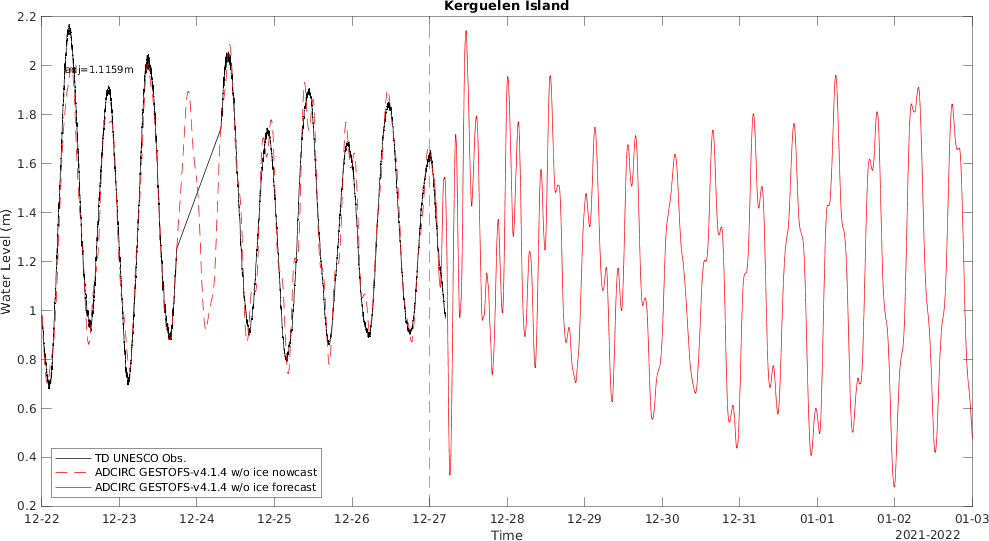 Kerguelen Island
2.2
2
1.8
1.6
1.4
1.2
1
0.8
0.6
0.4
0.2
Water Level (m)
adj=1.1159m
TD UNESCO Obs.
ADCIRC GESTOFS-v4.1.4 w/o ice nowcast
ADCIRC GESTOFS-v4.1.4 w/o ice forecast
12-22 12-23 12-24 12-25 12-26 12-27 12-28 12-29 12-30 12-31 01-01 01-02 01-03
Time
2021-2022